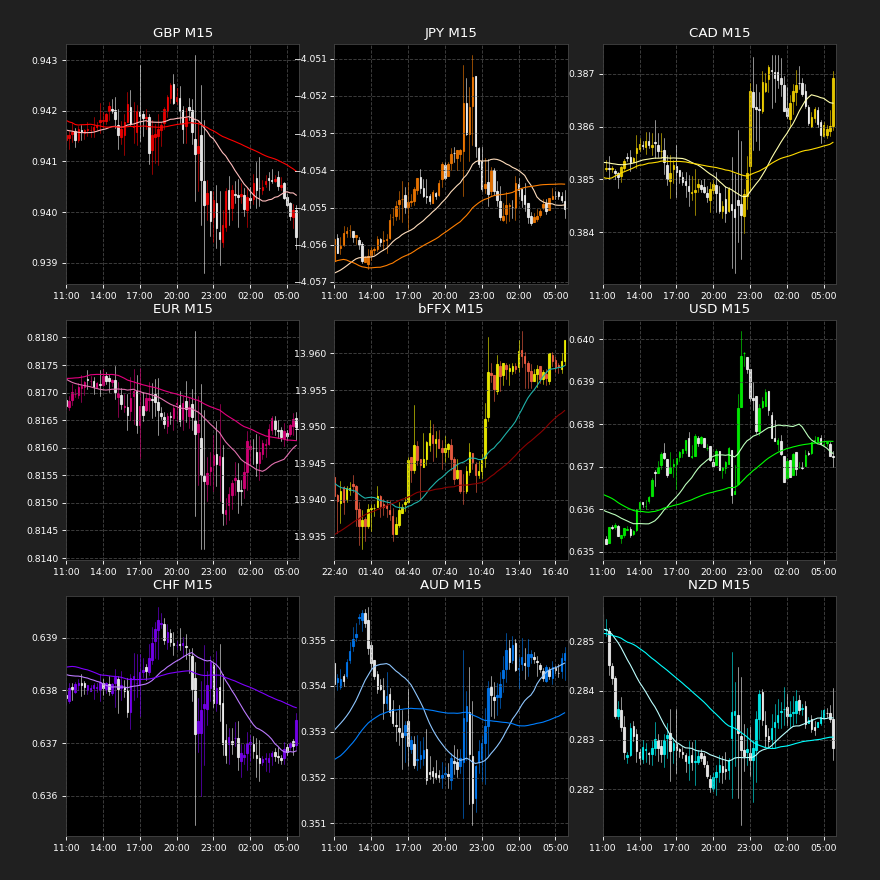 GBP M15
JPY M15
CAD M15
0.943
0.942
0.941
0.940
0.939
−4.051
−4.052
−4.053
−4.054
−4.055
−4.056
−4.057
0.387
0.386
0.385
0.384
11:00 14:00 17:00 20:00 23:00 02:00 05:00
11:00 14:00 17:00 20:00 23:00 02:00 05:00
11:00 14:00 17:00 20:00 23:00 02:00 05:00
EUR M15
bFFX M15
USD M15
0.8180
0.8175
0.8170
0.8165
0.8160
0.8155
0.8150
0.8145
0.8140
13.960
13.955
13.950
13.945
13.940
13.935
0.640
0.639
0.638
0.637
0.636
0.635
11:00 14:00 17:00 20:00 23:00 02:00 05:00
22:40 01:40 04:40 07:40 10:40 13:40 16:40
11:00 14:00 17:00 20:00 23:00 02:00 05:00
CHF M15
AUD M15
NZD M15
0.639
0.638
0.637
0.636
0.355
0.354
0.353
0.352
0.351
0.285
0.284
0.283
0.282
11:00 14:00 17:00 20:00 23:00 02:00 05:00
11:00 14:00 17:00 20:00 23:00 02:00 05:00
11:00 14:00 17:00 20:00 23:00 02:00 05:00